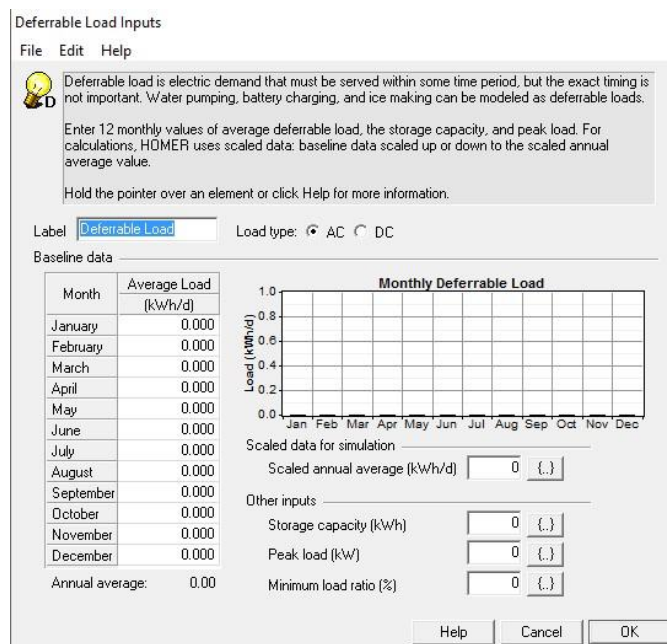 Deferrable Load Inputs
File Edit Help
Deferrable load is electric demand that must be served within some time period, but the exact timing is
not important. Water pumping, battery charging, and ice making can be modeled as deferrable loads.
Enter 12 monthly values of average deferrable load, the storage capacity, and peak load. For
calculations, HOMER uses scaled data: baseline data scaled up or down to the scaled annual
average value.
Hold the pointer over an element or click Help for more information.
D
Label Deferrable Load Load type: AC DC
Baseline data
Month Average Load
(kWh/d)
January 0.000
February 0.000
March 0.000
April 0.000
May 0.000
June 0.000
July 0.000
August 0.000
September 0.000
October 0.000
November 0.000
December 0.000
Annual average: 0.00
Monthly Deferrable Load
Load (kWh/d)
1.0
0.8
0.6
0.4
0.2
0.0
Jan Feb Mar Apr May Jun Jul Aug Sep Oct Nov Dec
Scaled data for simulation
Scaled annual average (kWh/d) 0 {..}
Other inputs
Storage capacity (kWh) 0 {..}
Peak load (kW) 0 {..}
Minimum load ratio (%) 0 {..}
Help Cancel OK